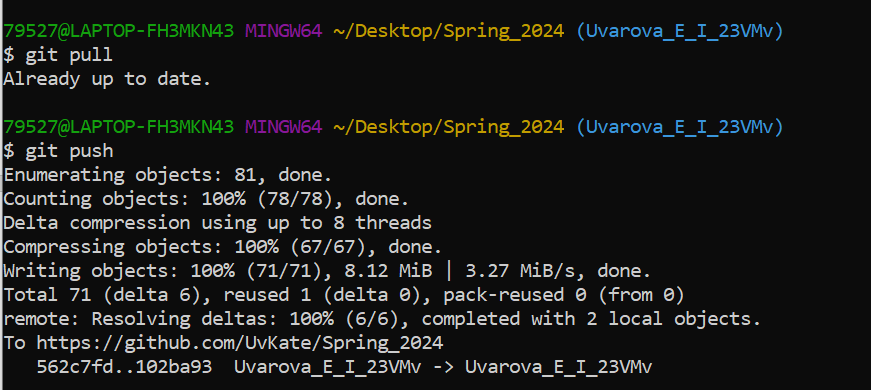 79527@LAPTOP-FH3MKN43 MINGW64 ~/Desktop/Spring_2024 (Uvarova_E_I_23VMv)
$ git pull
Already up to date.
79527@LAPTOP-FH3MKN43 MINGW64 ~/Desktop/Spring_2024 (Uvarova_E_I_23VMv)
$ git push
Enumerating objects: 81, done.
Counting objects: 100% (78/78), done.
Delta compression using up to 8 threads
Compressing objects: 100% (67/67), done.
Writing objects: 100% (71/71), 8.12 MiB | 3.27 MiB/s, done.
Total 71 (delta 6), reused 1 (delta 0), pack-reused 0 (from 0)
remote: Resolving deltas: 100% (6/6), completed with 2 local objects.
To https://github.com/UvKate/Spring_2024
   562c7fd..102ba93  Uvarova_E_I_23VMv -> Uvarova_E_I_23VMv